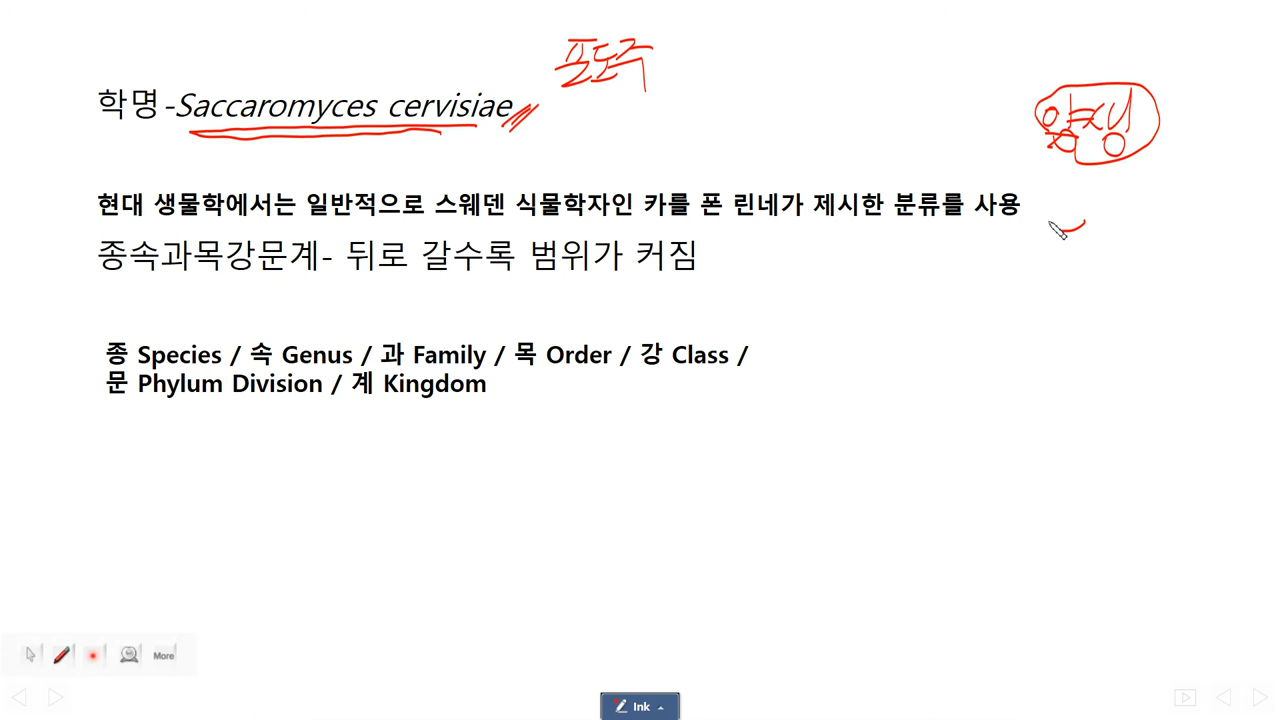 포도주
학명-Saccaromyces cervisiae
현대 생물학에서는 일반적으로 스웨덴 식물학자인 카를 폰 린네가 제시한 분류를 사용
종속과목강문계- 뒤로 갈수록 범위가 커짐
종 Species / 속 Genus / 과 Family / 목 Order / 강 Class /
문 Phylum Division / 계 Kingdom
More
Ink